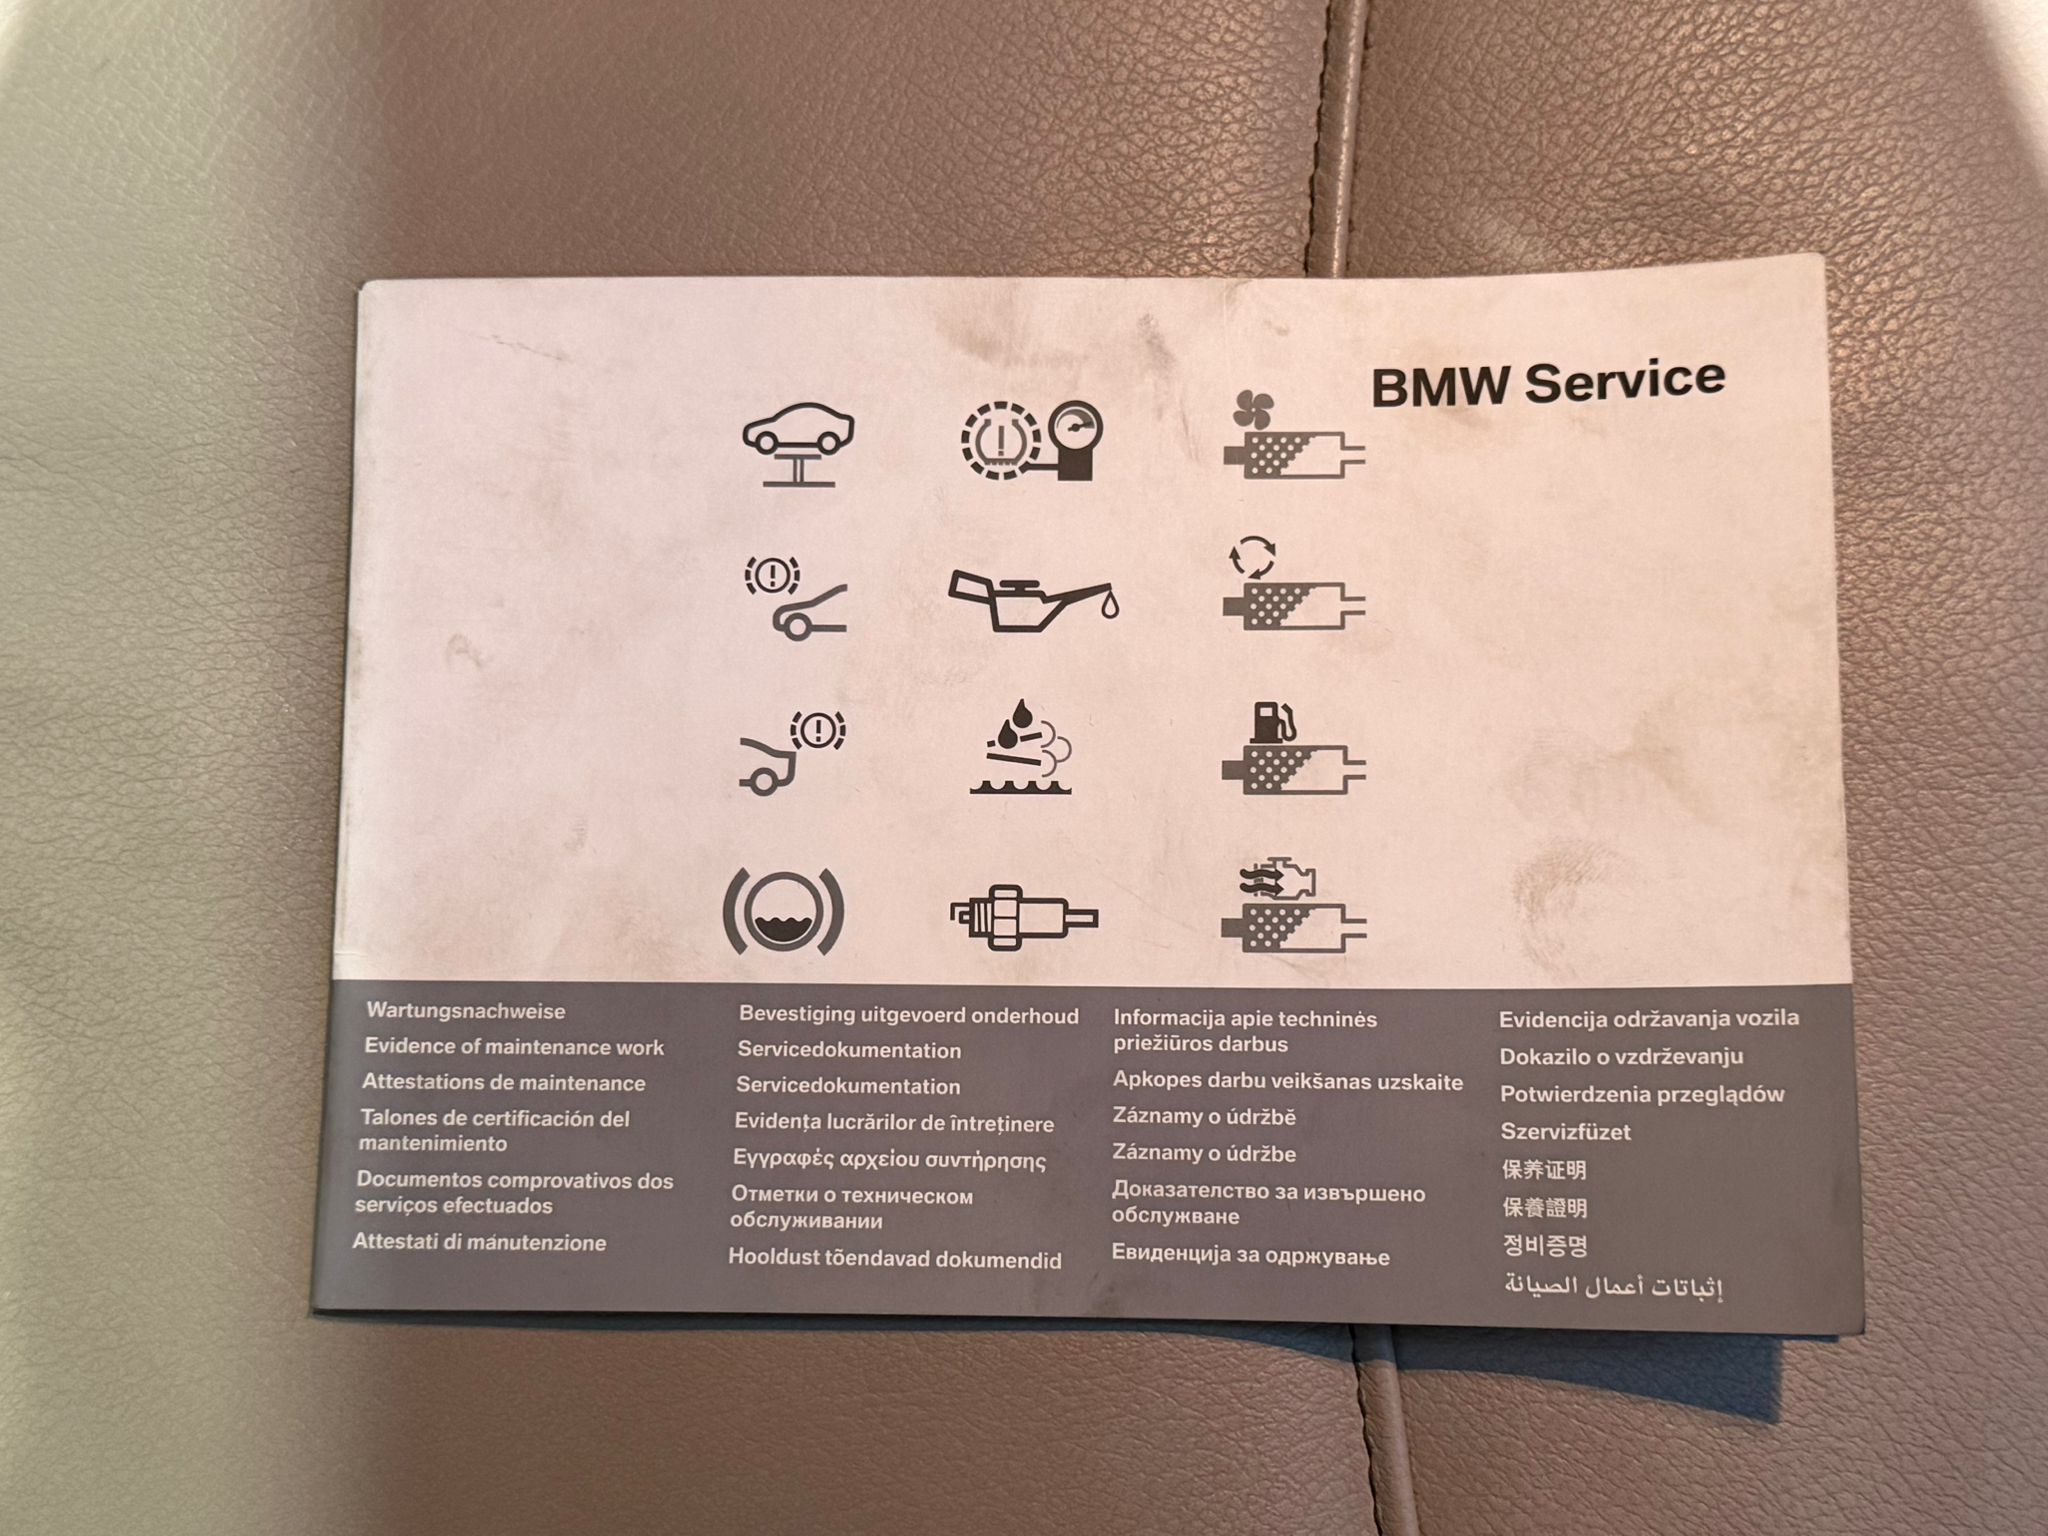 BMW Service
Wartungsnachweise
Evidence of maintenance work
Attestations de maintenance
Talones de certificación del
mantenimiento
Documentos comprovativos dos
serviços efectuados
Attestati di manutenzione
Bevestiging uitgevoerd onderhoud
Servicedokumentation
Servicedokumentation
Evidența lucrărilor de întreținere
Εγγραφές αρχείου συντήρησης
Отметки о техническом
обслуживании
Hooldust tõendavad dokumendid
Informacija apie techninės
priežiūros darbus
Apkopes darbu veikšanas uzskaite
Záznamy o údržbě
Záznamy o údržbe
Доказателство за извършено
обслужване
Евиденција за одржување
Evidencija održavanja vozila
Dokazilo o vzdrževanju
Potwierdzenia przeglądów
Szervizfüzet
保养证明
保養證明
정비증명
إثباتات أعمال الصيانة